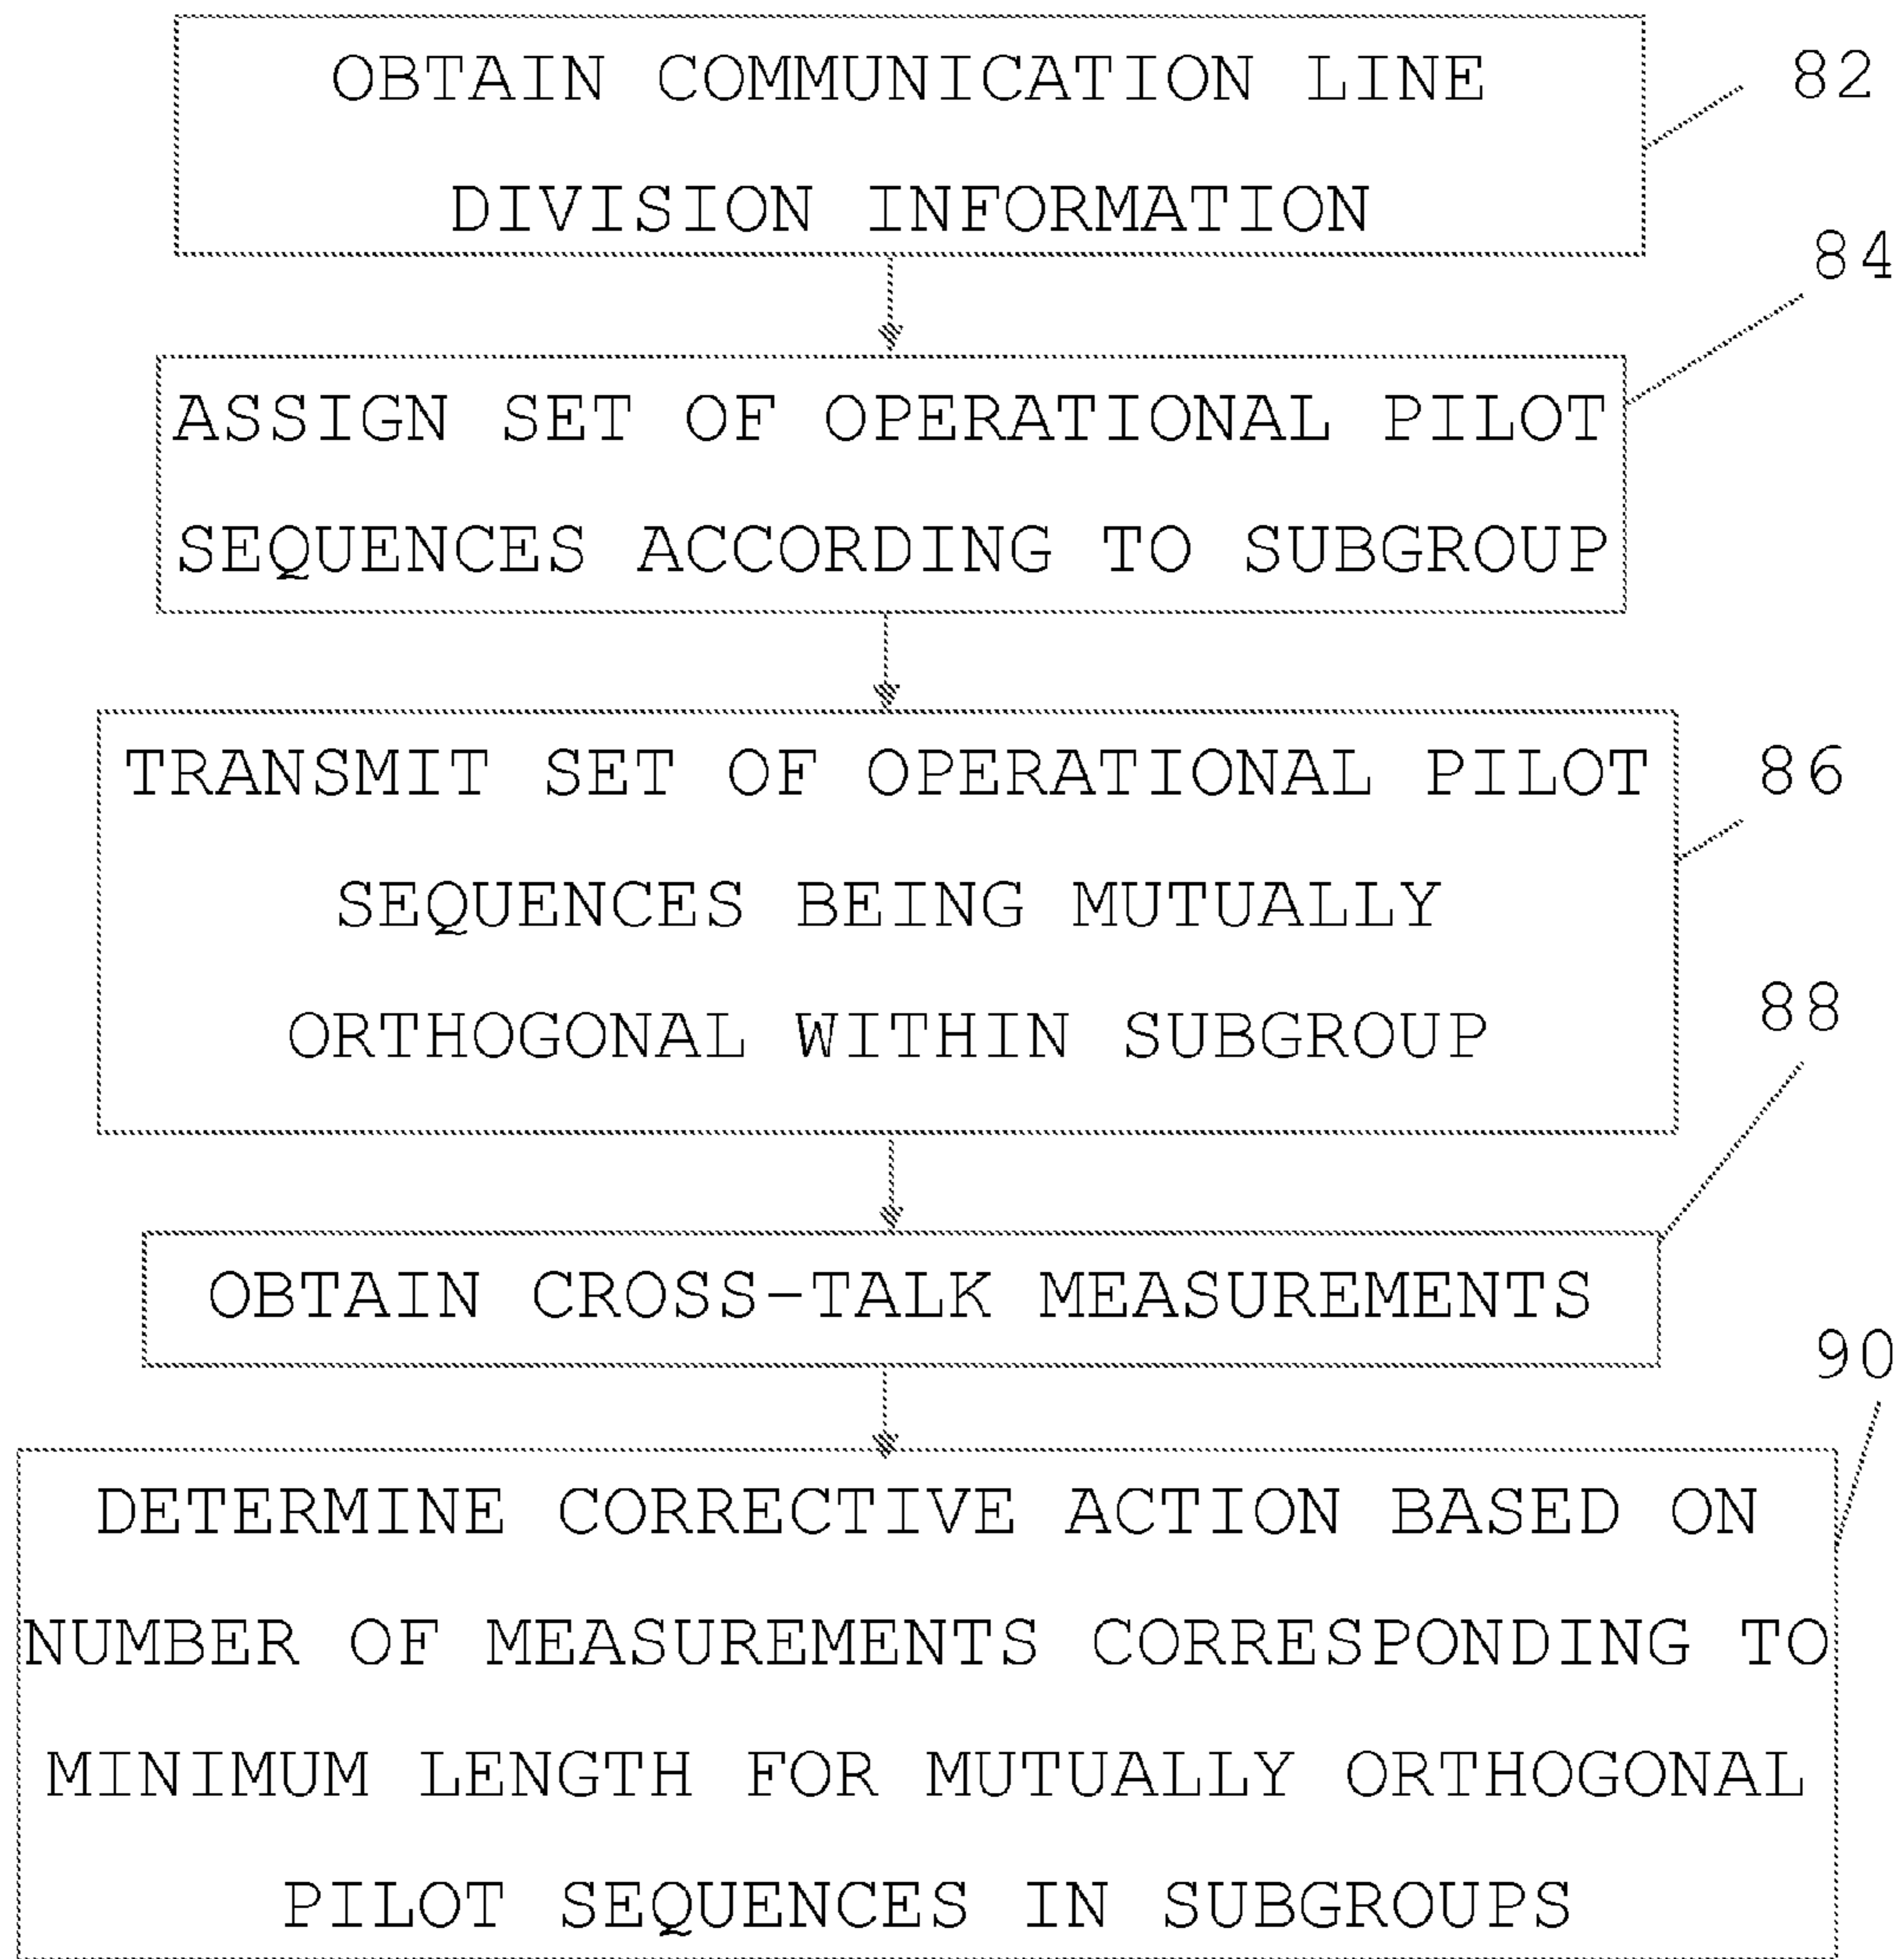 OBTAIN COMMUNICATION LINE
DIVISION INFORMATION
82
84
ASSIGN SET OF OPERATIONAL PILOT
SEQUENCES ACCORDING TO SUBGROUP
TRANSMIT SET OF OPERATIONAL PILOT
SEQUENCES BEING MUTUALLY
ORTHOGONAL WITHIN SUBGROUP
86
88
OBTAIN CROSS-TALK MEASUREMENTS
90
DETERMINE CORRECTIVE ACTION BASED ON
NUMBER OF MEASUREMENTS CORRESPONDING TO
MINIMUM LENGTH FOR MUTUALLY ORTHOGONAL
PILOT SEQUENCES IN SUBGROUPS